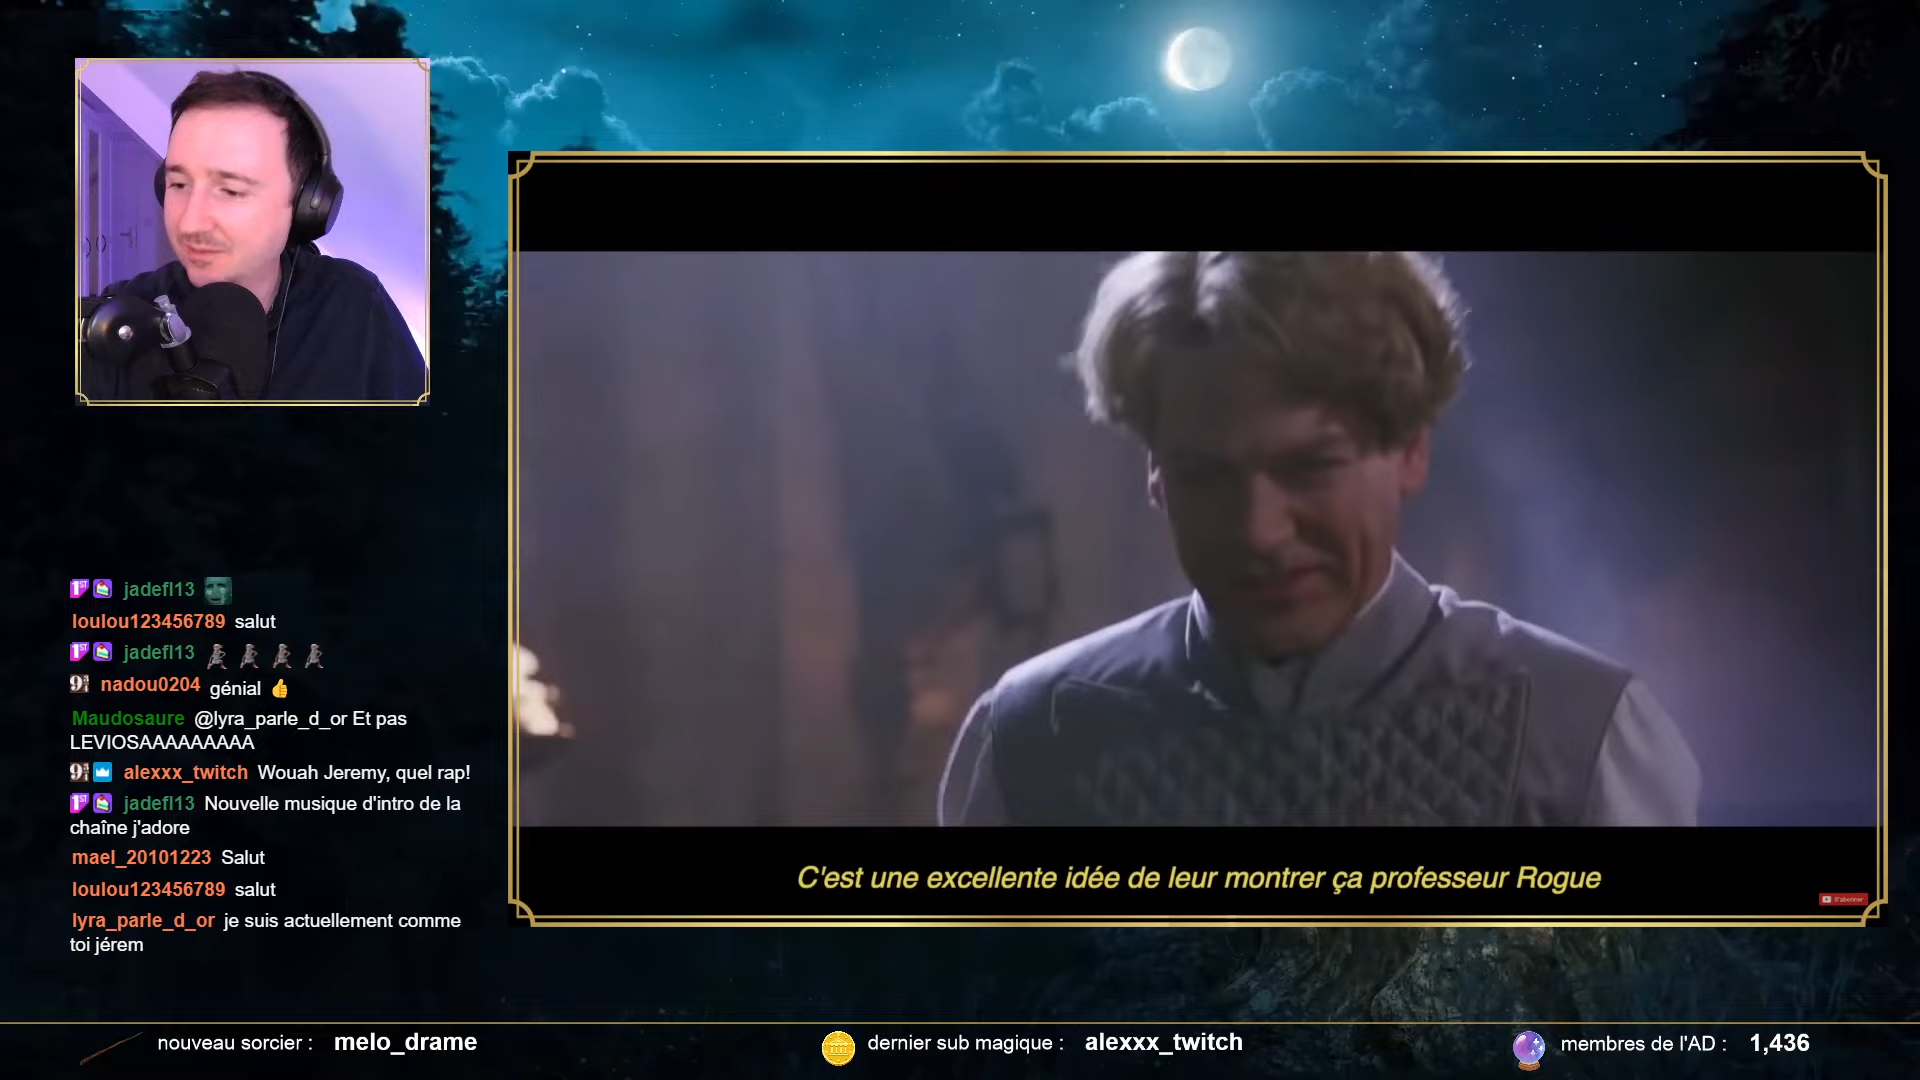 jadefl13
loulou123456789 salut
jadefl13
nadou0204 génial
Maudosaure @lyra_parle_d_or Et pas
LEVIOSAAAAAAAAA
alexxx_twitch Wouah Jeremy, quel rap!
jadefl13 Nouvelle musique d'intro de la
chaîne j'adore
mael_20101223 Salut
loulou123456789 salut
lyra_parle_d_or je suis actuellement comme
toi jérem
C'est une excellente idée de leur montrer ça professeur Rogue
S'abonner
nouveau sorcier : melo_drame
dernier sub magique : alexxx_twitch
membres de l'AD : 1,436